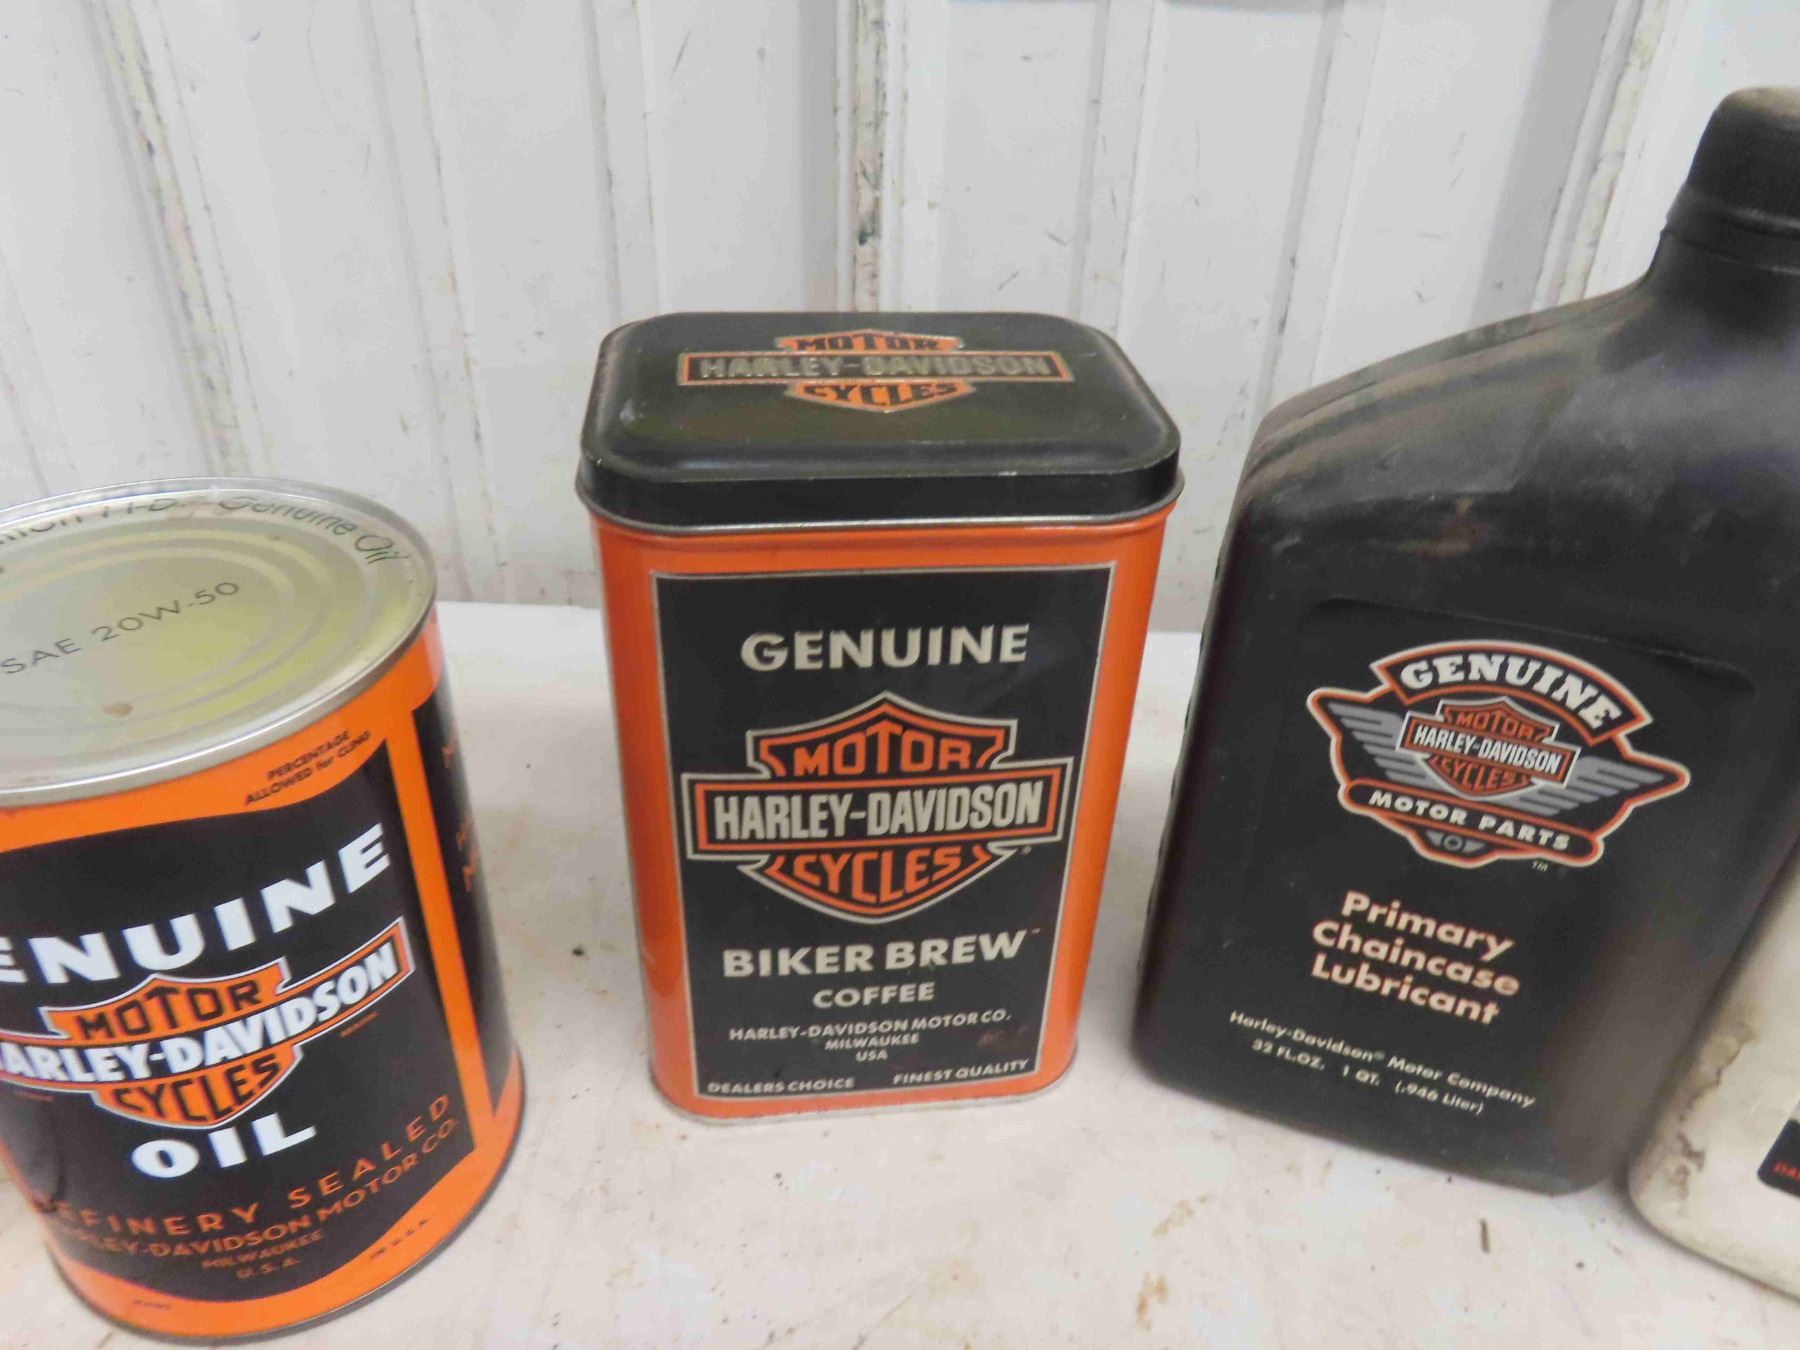 H-D. Genuine Oil
SAE 20W-50
PERCENTAGE
ALLOWED for CLING
ENUINE
MOTOR
HARLEY-DAVIDSON
CYCLES
OIL
REFINERY SEALED
HARLEY-DAVIDSON MOTOR CO.
MILWAUKEE
U.S.A.
MOTOR
HARLEY-DAVIDSON
CYCLES
GENUINE
MOTOR
HARLEY-DAVIDSON
CYCLES
BIKER BREW
COFFEE
HARLEY-DAVIDSON MOTOR CO.
MILWAUKEE
USA
DEALERS CHOICE FINEST QUALITY
GENUINE
MOTOR
HARLEY-DAVIDSON
CYCLES
MOTOR PARTS
TM
Primary
Chaincase
Lubricant
Harley-Davidson® Motor Company
32 FL.OZ. 1 QT. (.946 Liter)